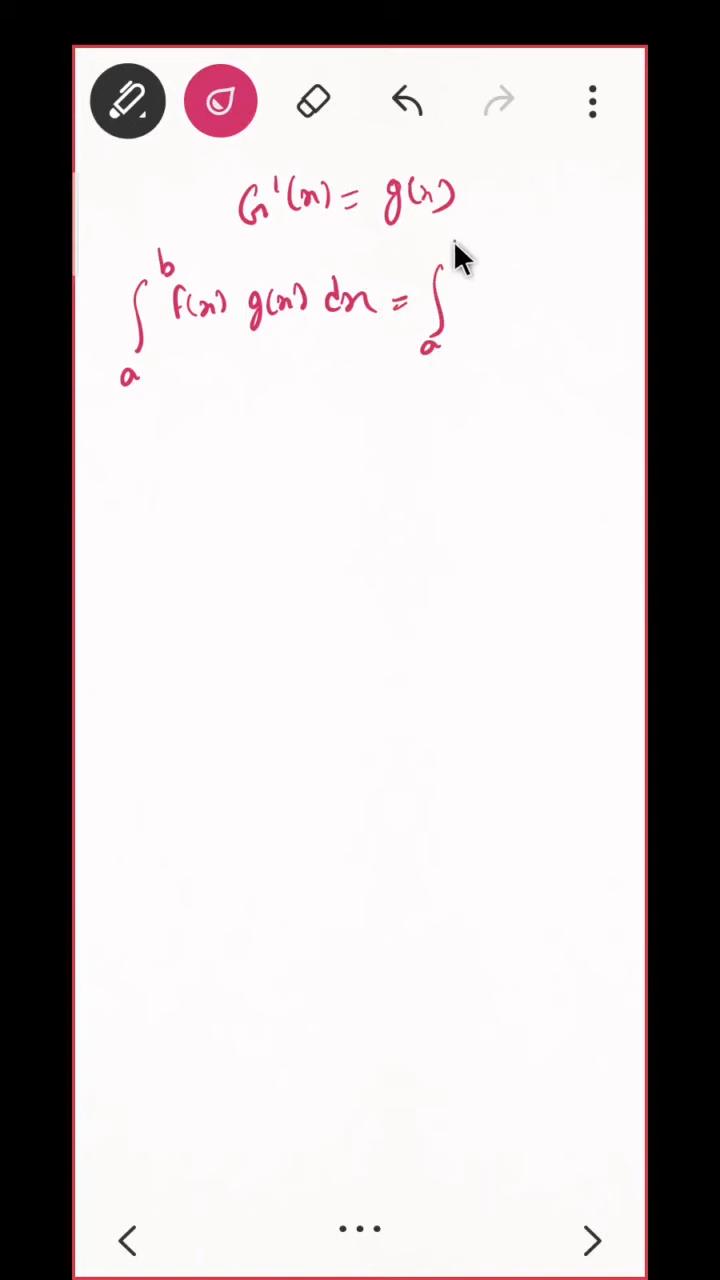 G'(x) = g(x)
∫_a^b f(x) g(x) dx = ∫_a